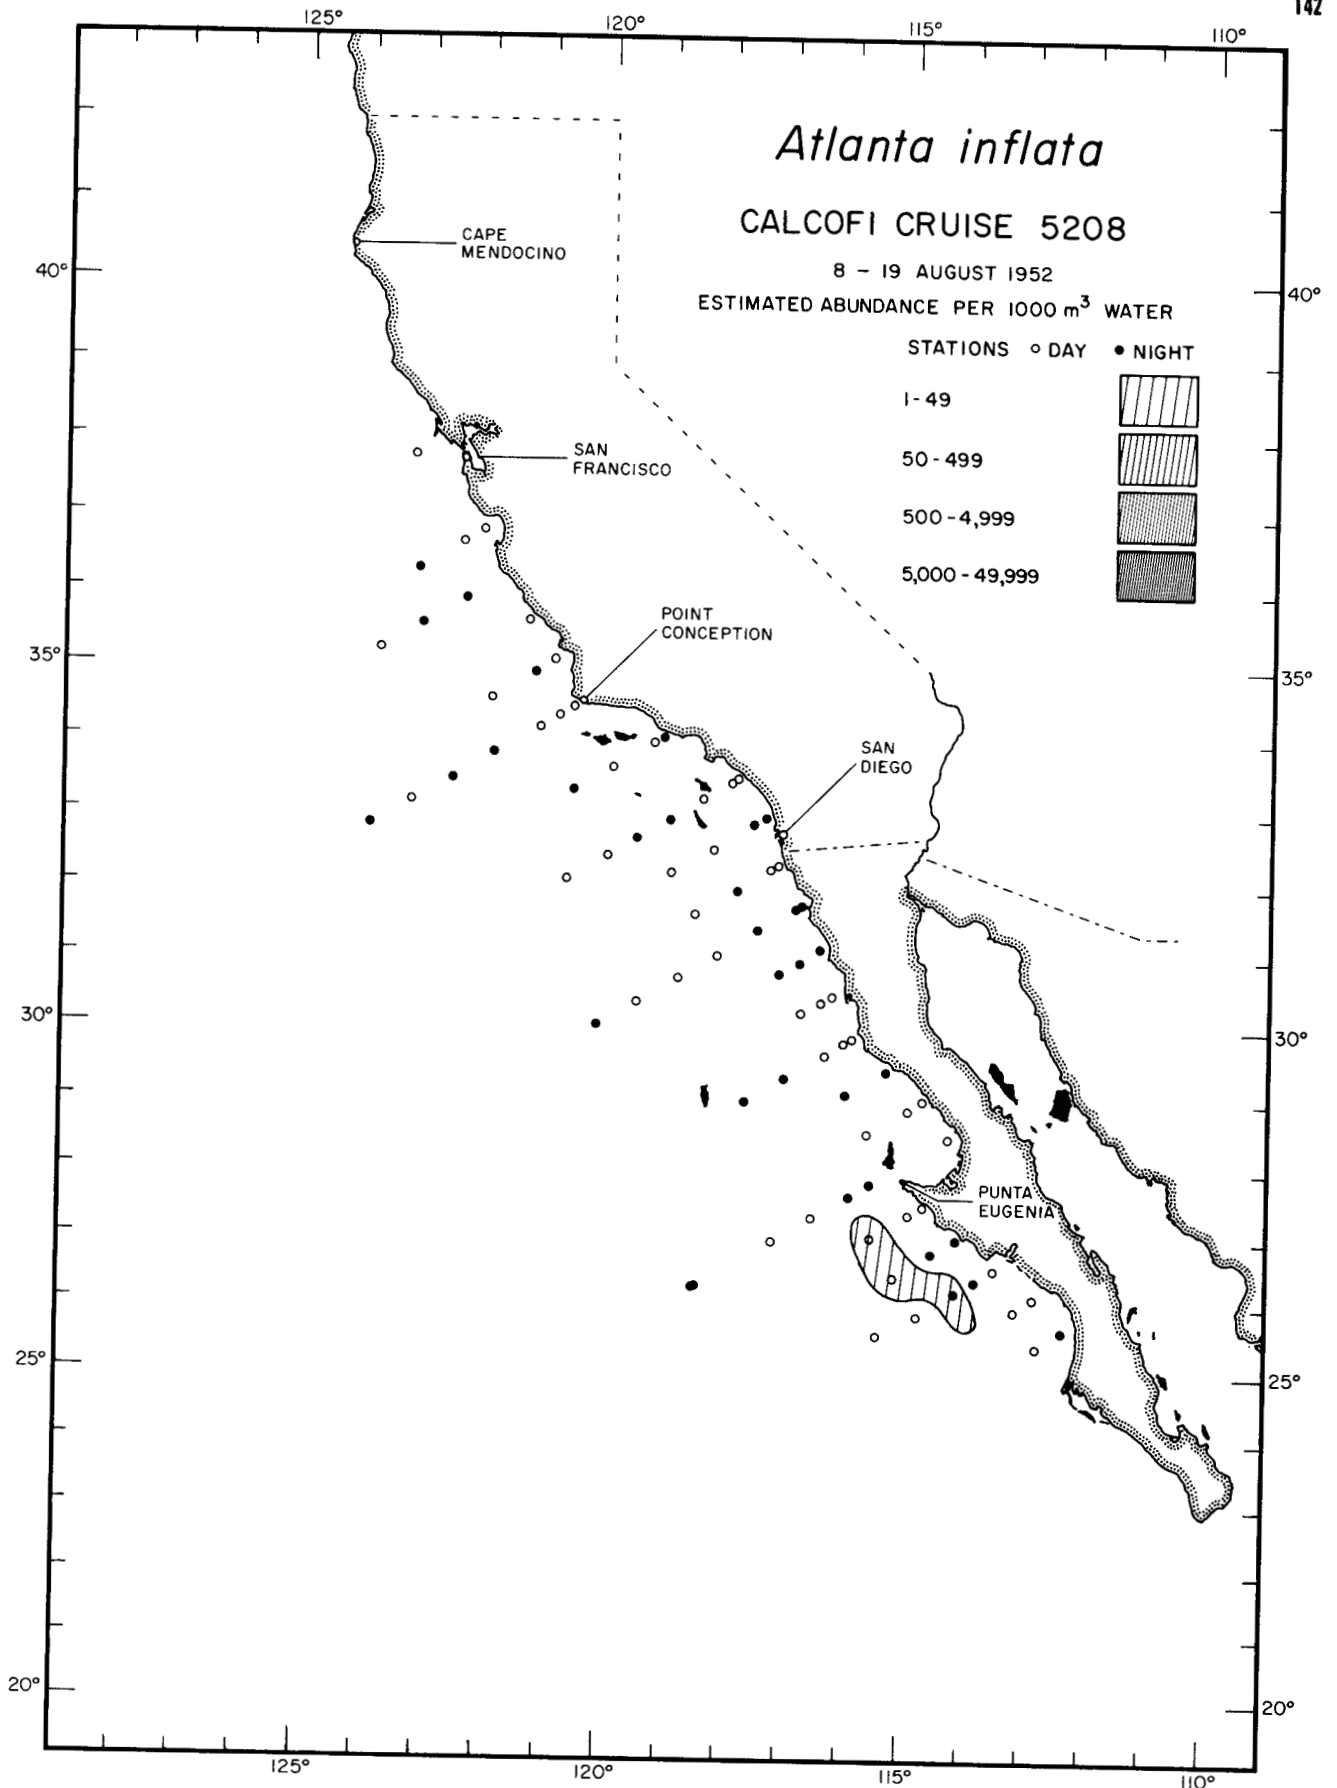 142
125° 120° 115° 110°
Atlanta inflata
CALCOFI CRUISE 5208
8 – 19 AUGUST 1952
ESTIMATED ABUNDANCE PER 1000 m³ WATER
STATIONS ○ DAY ● NIGHT
1-49
50-499
500-4,999
5,000-49,999
CAPE
MENDOCINO
40° 40°
SAN
FRANCISCO
POINT
CONCEPTION
35° 35°
SAN
DIEGO
30° 30°
PUNTA
EUGENIA
25° 25°
20° 20°
125° 120° 115° 110°